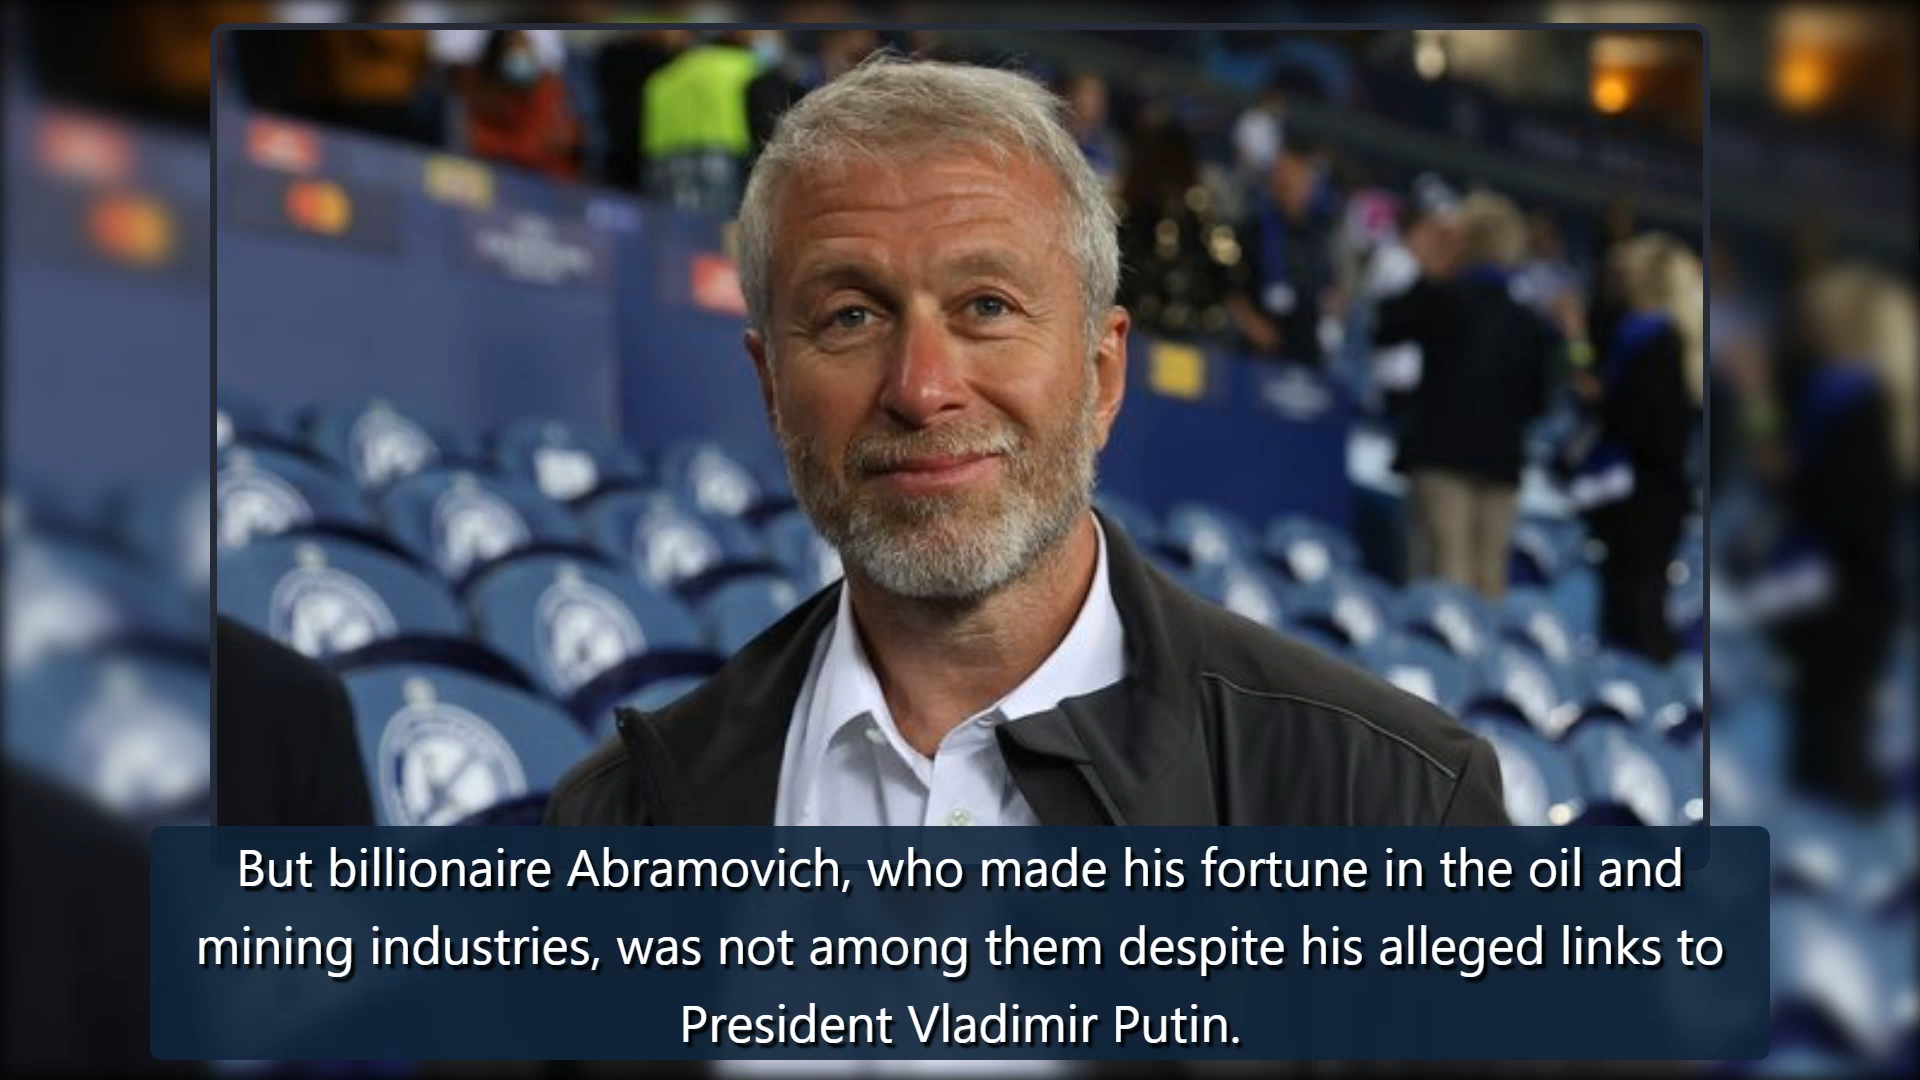 But billionaire Abramovich, who made his fortune in the oil and
mining industries, was not among them despite his alleged links to
President Vladimir Putin.